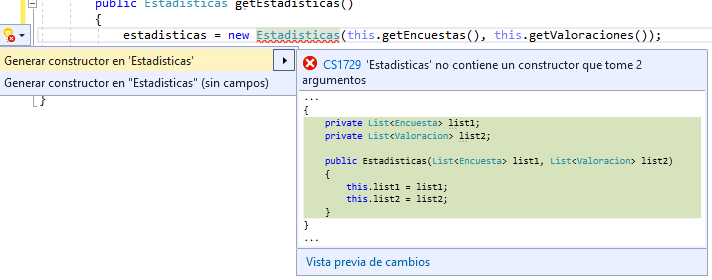 public Estadisticas getEstadisticas()
{
estadisticas = new Estadisticas(this.getEncuestas(), this.getValoraciones());
Generar constructor en 'Estadisticas'
Generar constructor en "Estadisticas" (sin campos)
}
CS1729 'Estadisticas' no contiene un constructor que tome 2
argumentos
...
{
private List<Encuesta> list1;
private List<Valoracion> list2;
public Estadisticas(List<Encuesta> list1, List<Valoracion> list2)
{
this.list1 = list1;
this.list2 = list2;
}
}
...
Vista previa de cambios